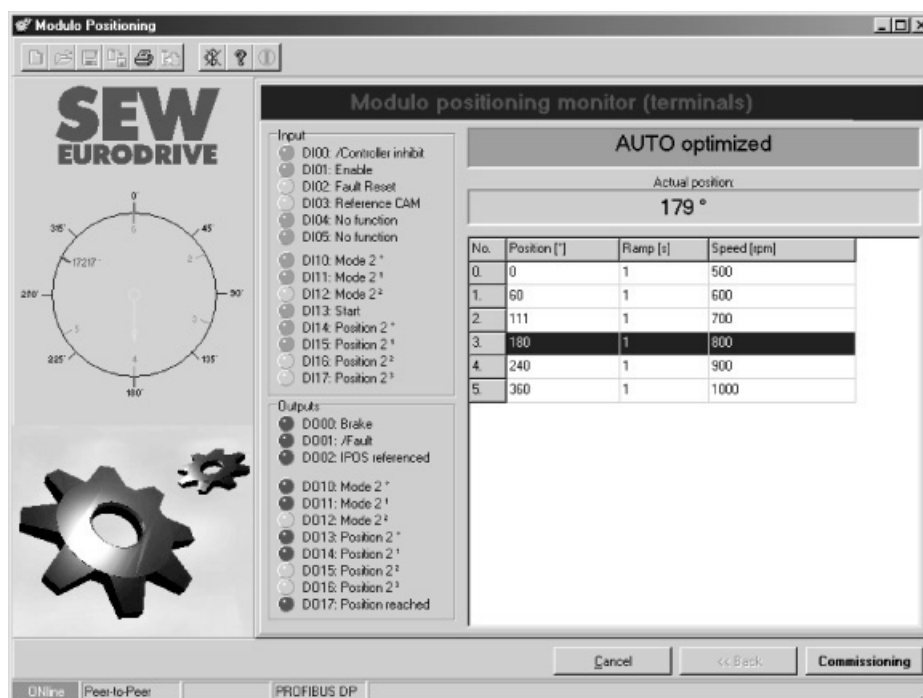 Modulo Positioning
SEW
EURODRIVE
Modulo positioning monitor (terminals)
Input
DI00: /Controller inhibit
DI01: Enable
DI02: Fault Reset
DI03: Reference CAM
DI04: No function
DI05: No function
DI10: Mode 2⁰
DI11: Mode 2¹
DI12: Mode 2²
DI13: Start
DI14: Position 2⁰
DI15: Position 2¹
DI16: Position 2²
DI17: Position 2³
Outputs
DO00: Brake
DO01: /Fault
DO02: IPOS referenced
DO10: Mode 2⁰
DO11: Mode 2¹
DO12: Mode 2²
DO13: Position 2⁰
DO14: Position 2¹
DO15: Position 2²
DO16: Position 2³
DO17: Position reached
0°
45°
90°
135°
180°
225°
270°
315°
17217°
AUTO optimized
Actual position:
179 °
No. Position [°] Ramp [s] Speed [rpm]
0. 0 1 500
1. 60 1 600
2. 111 1 700
3. 180 1 800
4. 240 1 900
5. 360 1 1000
Cancel << Back Commissioning
ONline Peer-to-Peer PROFIBUS DP